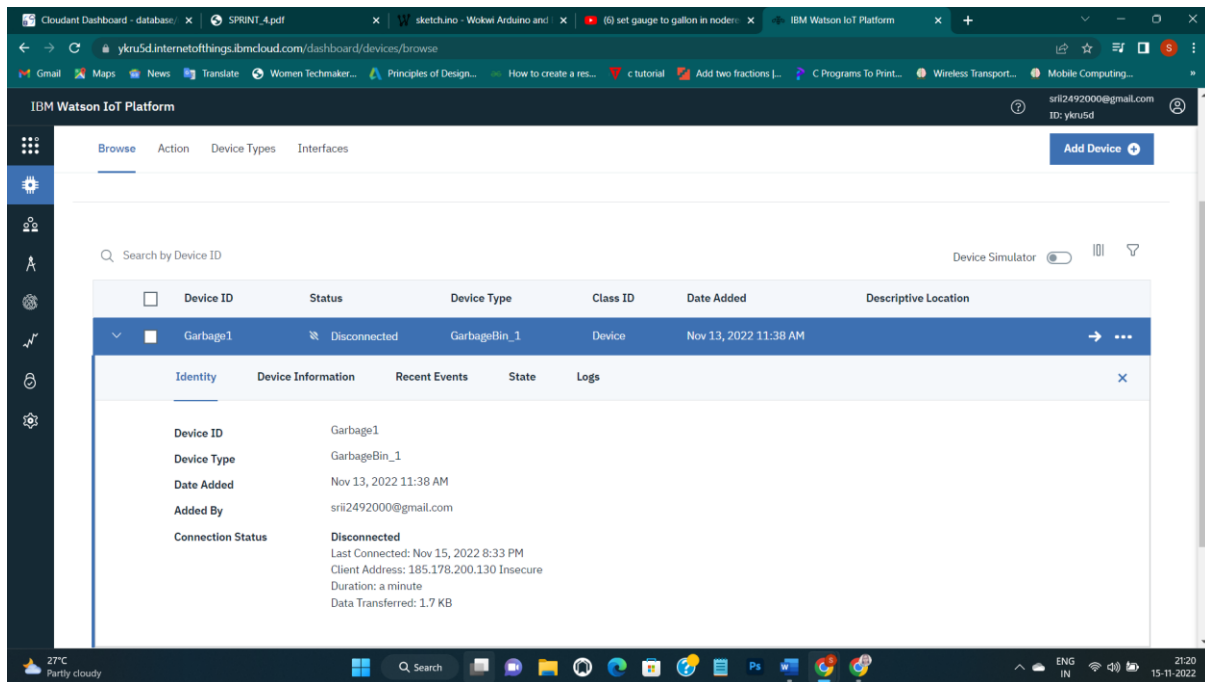 Cloudant Dashboard - database/
SPRINT_4.pdf
sketch.ino - Wokwi Arduino and
(6) set gauge to gallon in nodere
IBM Watson IoT Platform
ykru5d.internetofthings.ibmcloud.com/dashboard/devices/browse
S
Gmail Maps News Translate Women Techmaker... Principles of Design... How to create a res... c tutorial Add two fractions |... C Programs To Print... Wireless Transport... Mobile Computing... »
IBM Watson IoT Platform
srii2492000@gmail.com
ID: ykru5d
Browse Action Device Types Interfaces
Add Device
Search by Device ID
Device Simulator
Device ID Status Device Type Class ID Date Added Descriptive Location
Garbage1 Disconnected GarbageBin_1 Device Nov 13, 2022 11:38 AM
Identity Device Information Recent Events State Logs
Device ID Garbage1
Device Type GarbageBin_1
Date Added Nov 13, 2022 11:38 AM
Added By srii2492000@gmail.com
Connection Status Disconnected
Last Connected: Nov 15, 2022 8:33 PM
Client Address: 185.178.200.130 Insecure
Duration: a minute
Data Transferred: 1.7 KB
27°C
Partly cloudy
Search
Ps
ENG
IN
21:20
15-11-2022